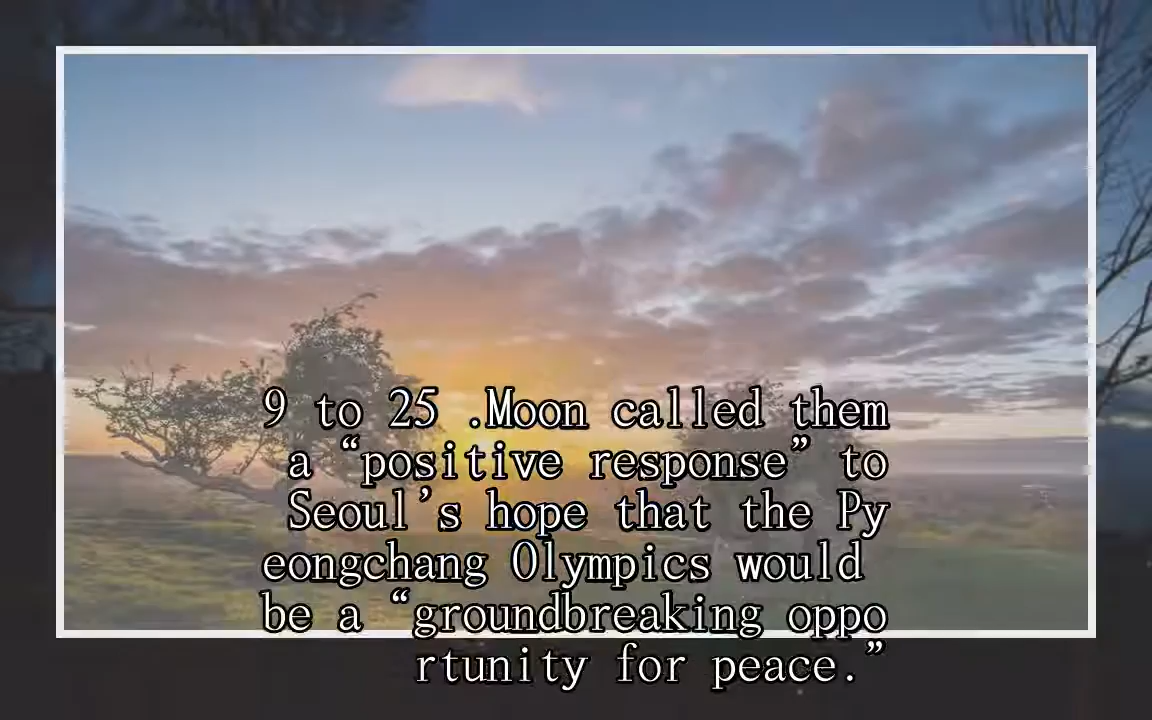 9 to 25 .Moon called them
a “positive response” to
Seoul’s hope that the Py
eongchang Olympics would
be a “groundbreaking oppo
rtunity for peace.”